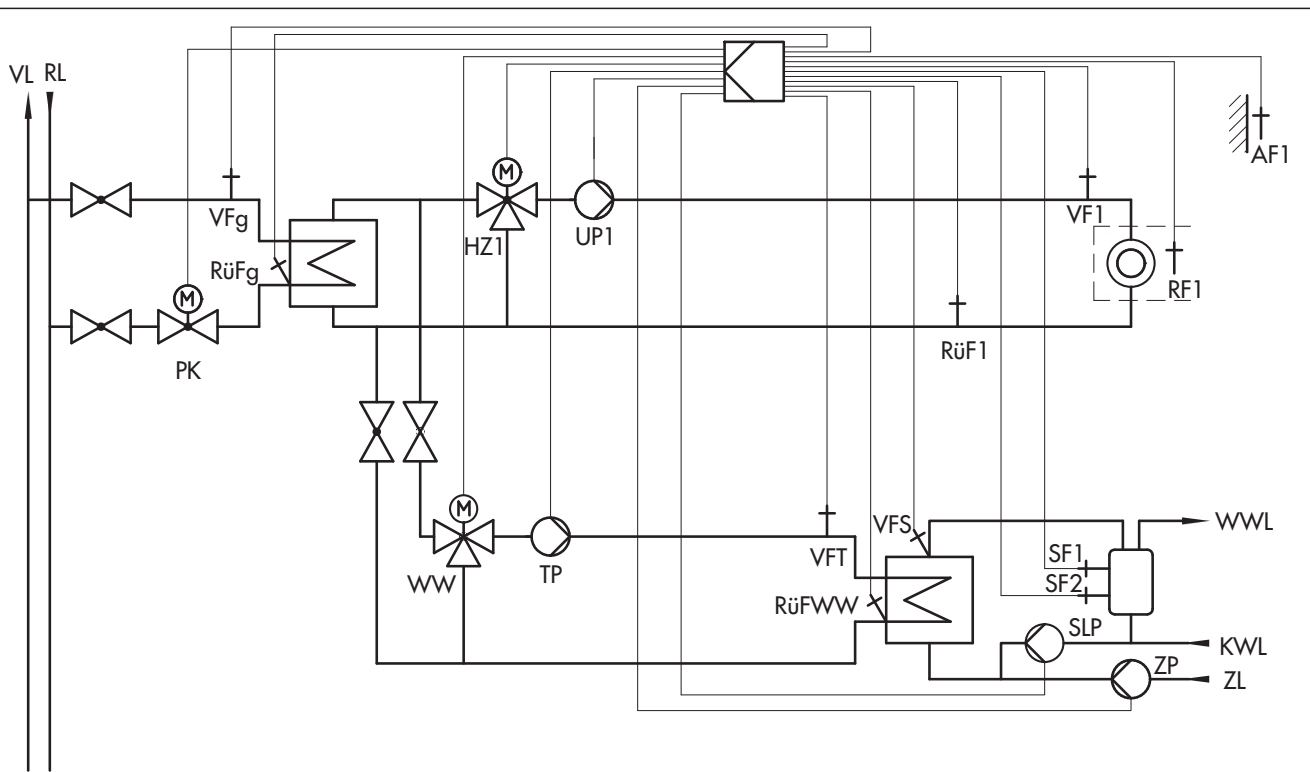 VL RL
AF1
M
VFg
HZ1
UP1
VF1
RüFg
M
RF1
RüF1
PK
M
WW
TP
VFT
VFS
WWL
SF1
SF2
RüFWW
SLP
KWL
ZP
ZL